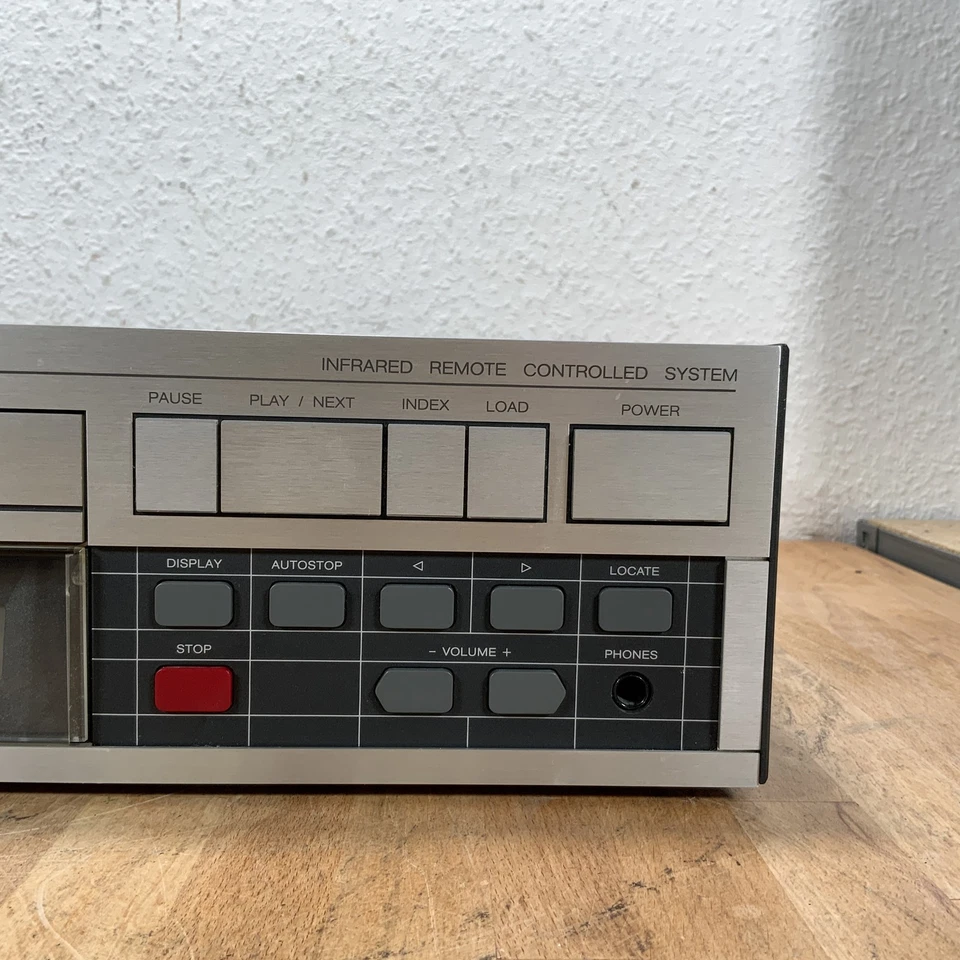 INFRARED REMOTE CONTROLLED SYSTEM
PAUSE PLAY / NEXT INDEX LOAD POWER
DISPLAY AUTOSTOP ◁ ▷ LOCATE
STOP - VOLUME + PHONES